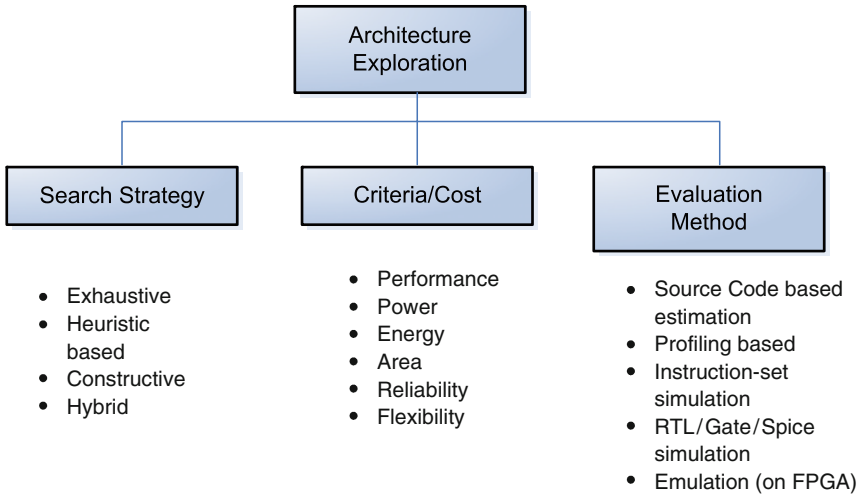 Architecture
Exploration
Search Strategy
• Exhaustive
• Heuristic
based
• Constructive
• Hybrid
Criteria/Cost
• Performance
• Power
• Energy
• Area
• Reliability
• Flexibility
Evaluation
Method
• Source Code based
estimation
• Profiling based
• Instruction-set
simulation
• RTL/Gate/Spice
simulation
• Emulation (on FPGA)